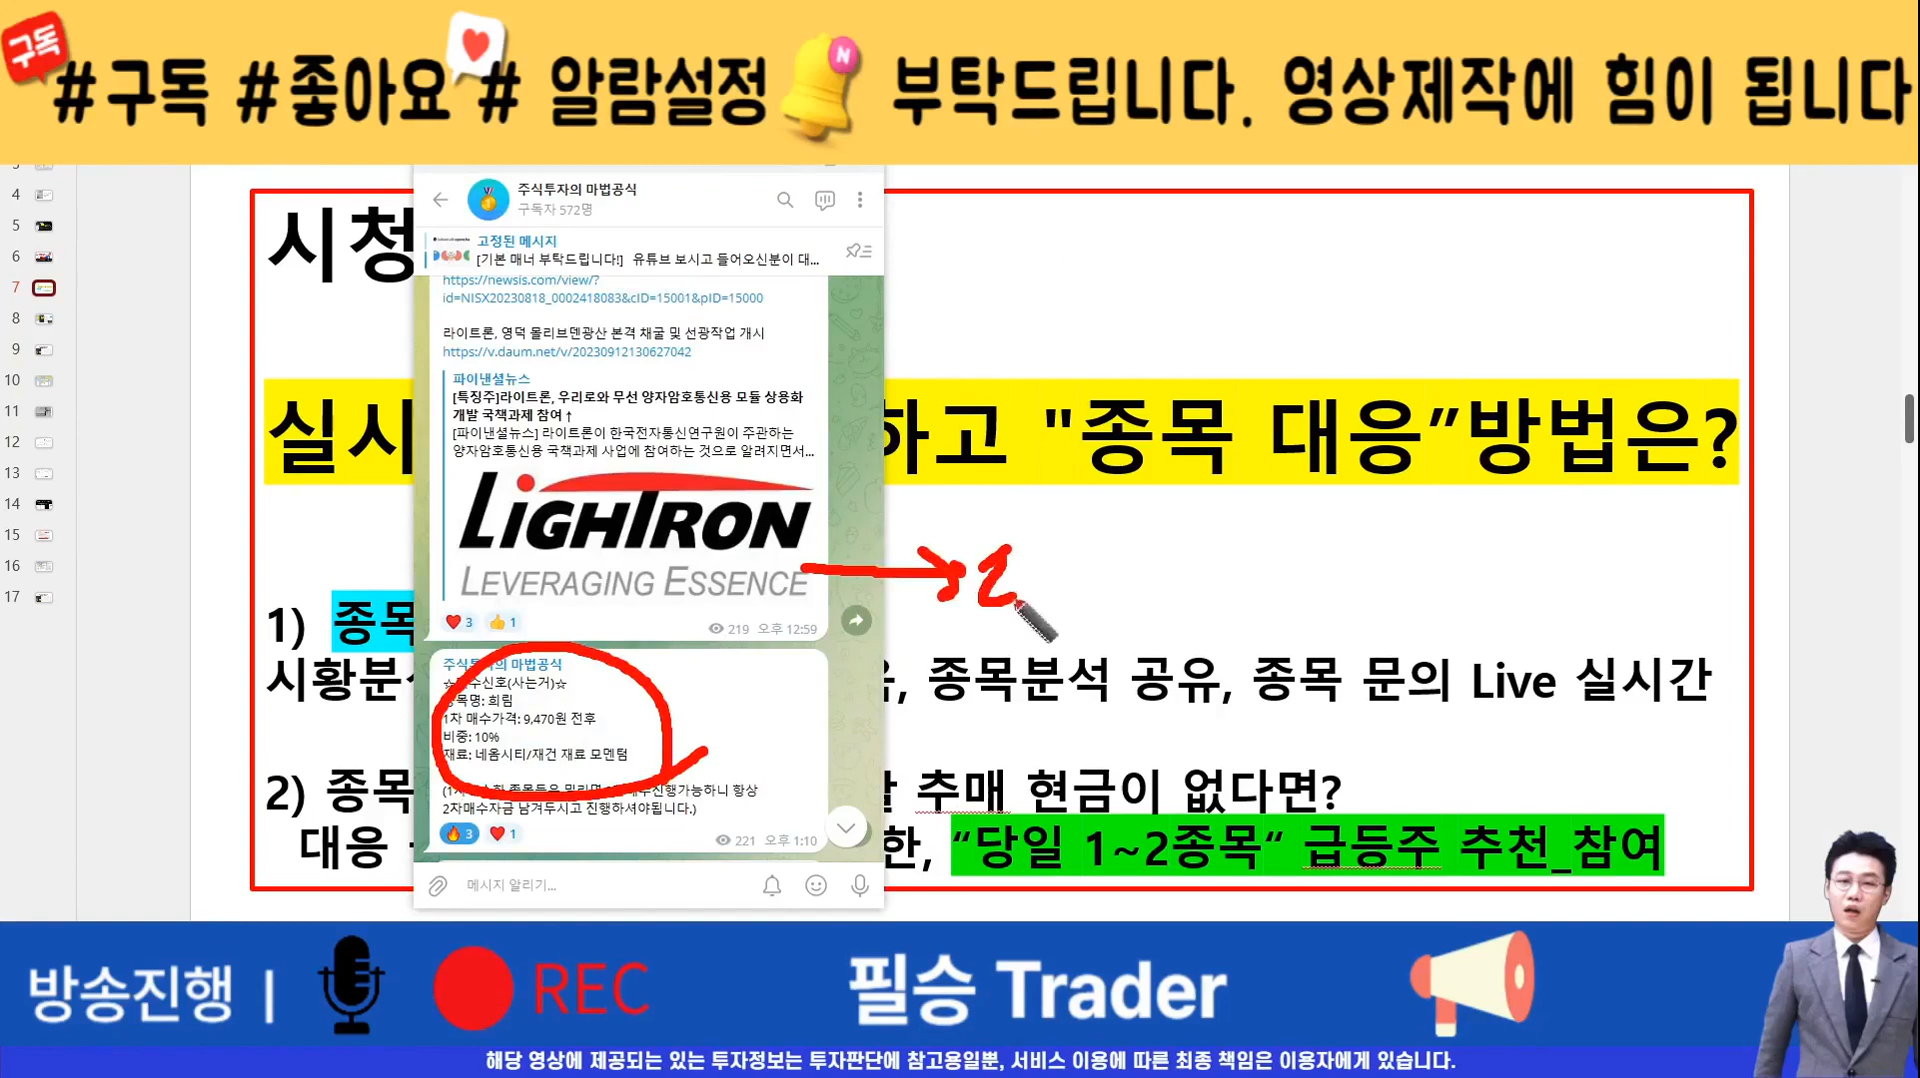 구독
#구독 #좋아요 # 알람설정 N 부탁드립니다. 영상제작에 힘이 됩니다
4
5
6
7
8
9
10
11
12
13
14
15
16
17
시청
실시
하고 "종목 대응”방법은?
1) 종목
시황분
, 종목분석 공유, 종목 문의 Live 실시간
2) 종목
추매 현금이 없다면?
대응
한, “당일 1~2종목“ 급등주 추천_참여
주식투자의 마법공식
구독자 572명
고정된 메시지
[기본 매너 부탁드립니다!] 유튜브 보시고 들어오신분이 대...
https://newsis.com/view/?
id=NISX20230818_0002418083&cID=15001&pID=15000
라이트론, 영덕 몰리브덴광산 본격 채굴 및 선광작업 개시
https://v.daum.net/v/20230912130627042
파이낸셜뉴스
[특징주]라이트론, 우리로와 무선 양자암호통신용 모듈 상용화
개발 국책과제 참여↑
[파이낸셜뉴스] 라이트론이 한국전자통신연구원이 주관하는
양자암호통신용 국책과제 사업에 참여하는 것으로 알려지면서...
LIGHTRON
LEVERAGING ESSENCE
3 1
219 오후 12:59
2
주식투자의 마법공식
수신호(사는거)☆
목명: 희림
1차 매수가격: 9,470원 전후
비중: 10%
재료: 네옴시티/재건 재료 모멘텀
진행가능하니 항상
2차매수자금 남겨두시고 진행하셔야됩니다.)
3 1
221 오후 1:10
메시지 알리기...
방송진행 | REC 필승 Trader
해당 영상에 제공되는 있는 투자정보는 투자판단에 참고용일뿐, 서비스 이용에 따른 최종 책임은 이용자에게 있습니다.